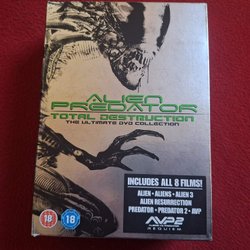 ALIEN
PREDATOR
TOTAL DESTRUCTION
THE ULTIMATE DVD COLLECTION
INCLUDES ALL 8 FILMS!
ALIEN • ALIENS • ALIEN 3
ALIEN RESURRECTION
PREDATOR • PREDATOR 2 • AVP
AVP2
REQUIEM
18 18